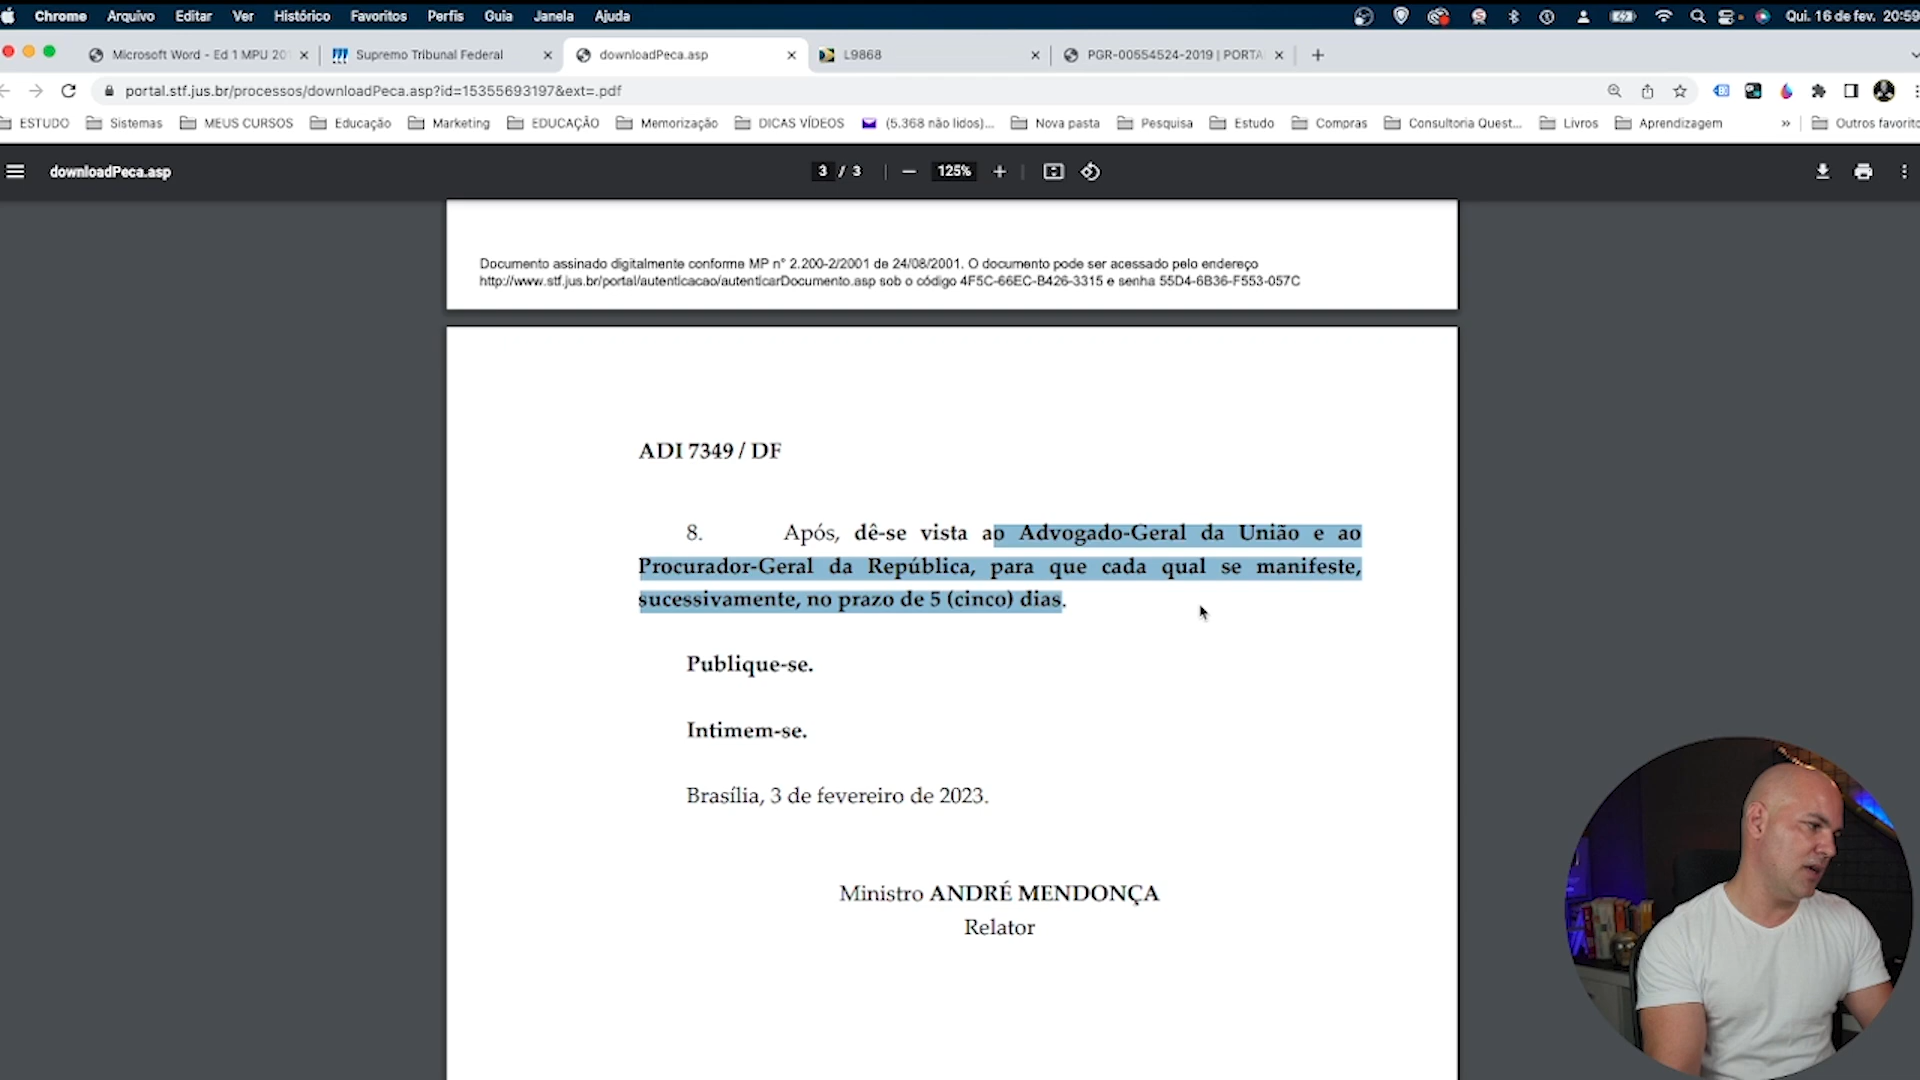 Chrome Arquivo Editar Ver Histórico Favoritos Perfis Guia Janela Ajuda Qui. 16 de fev. 20:59
Microsoft Word - Ed 1 MPU 20 Supremo Tribunal Federal downloadPeca.asp L9868 PGR-00554524-2019 | PORTA
portal.stf.jus.br/processos/downloadPeca.asp?id=15355693197&ext=.pdf
ESTUDO Sistemas MEUS CURSOS Educação Marketing EDUCAÇÃO Memorização DICAS VÍDEOS (5.368 não lidos)... Nova pasta Pesquisa Estudo Compras Consultoria Quest... Livros Aprendizagem » Outros favorito
downloadPeca.asp 3 / 3 125%
Documento assinado digitalmente conforme MP n° 2.200-2/2001 de 24/08/2001. O documento pode ser acessado pelo endereço
http://www.stf.jus.br/portal/autenticacao/autenticarDocumento.asp sob o código 4F5C-66EC-B426-3315 e senha 55D4-6B36-F553-057C
ADI 7349 / DF
8. Após, dê-se vista ao Advogado-Geral da União e ao
Procurador-Geral da República, para que cada qual se manifeste,
sucessivamente, no prazo de 5 (cinco) dias.
Publique-se.
Intimem-se.
Brasília, 3 de fevereiro de 2023.
Ministro ANDRÉ MENDONÇA
Relator